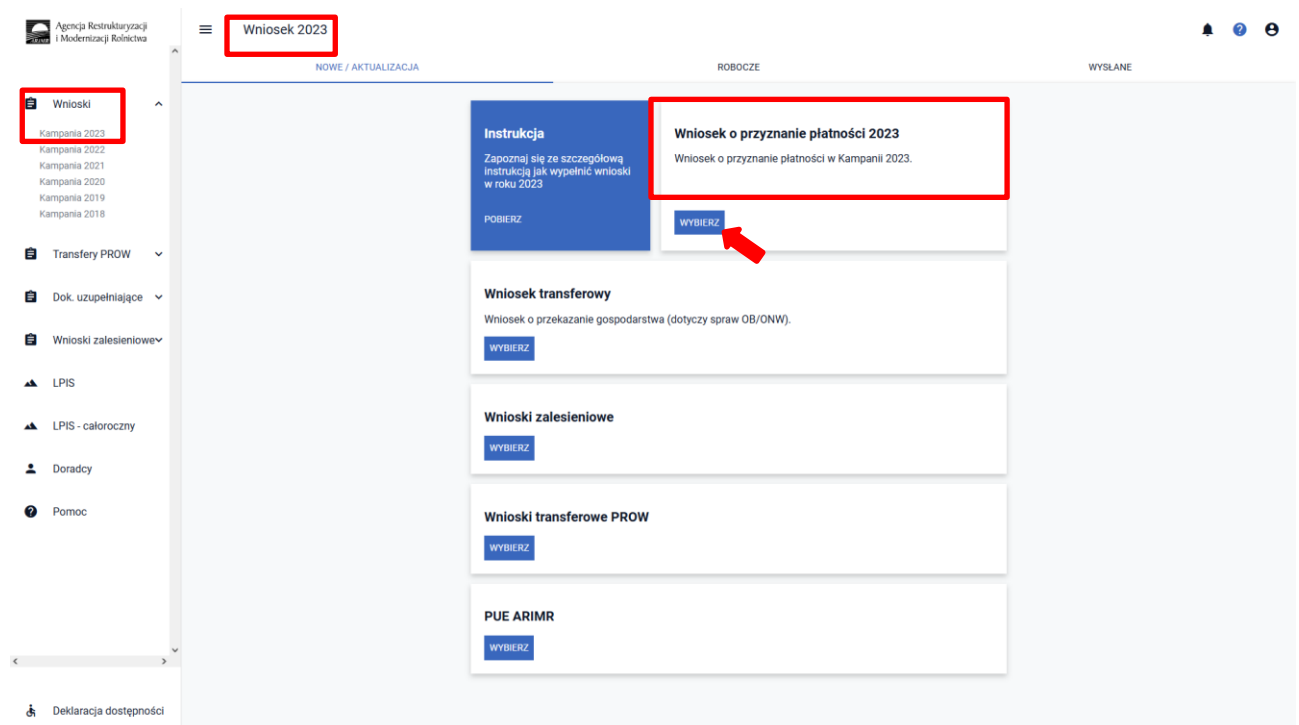 Agencja Restrukturyzacji
i Modernizacji Rolnictwa
Wniosek 2023
NOWE / AKTUALIZACJA
ROBOCZE
WYSŁANE
Wnioski
Kampania 2023
Kampania 2022
Kampania 2021
Kampania 2020
Kampania 2019
Kampania 2018
Transfery PROW
Dok. uzupełniające
Wnioski zalesieniowe
LPIS
LPIS - całoroczny
Doradcy
Pomoc
Deklaracja dostępności
Instrukcja
Zapoznaj się ze szczegółową
instrukcją jak wypełnić wnioski
w roku 2023
POBIERZ
Wniosek o przyznanie płatności 2023
Wniosek o przyznanie płatności w Kampanii 2023.
WYBIERZ
Wniosek transferowy
Wniosek o przekazanie gospodarstwa (dotyczy spraw OB/ONW).
WYBIERZ
Wnioski zalesieniowe
WYBIERZ
Wnioski transferowe PROW
WYBIERZ
PUE ARIMR
WYBIERZ